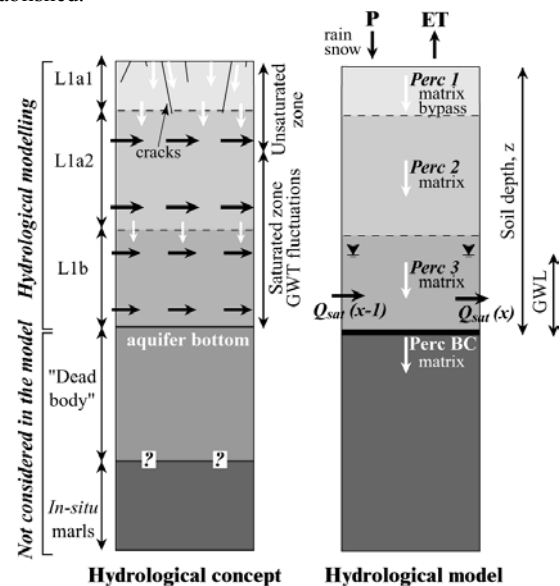 P ET
rain
snow
L1a1
L1a2
L1b
"Dead
body"
In-situ
marls
Hydrological modelling
Not considered in the model
cracks
aquifer bottom
? ?
Unsaturated
zone
Saturated zone
GWT fluctuations
Hydrological concept
Perc 1
matrix
bypass
Perc 2
matrix
Perc 3
matrix
Qsat (x-1) Qsat (x)
Perc BC
matrix
Soil depth, z
GWL
Hydrological model